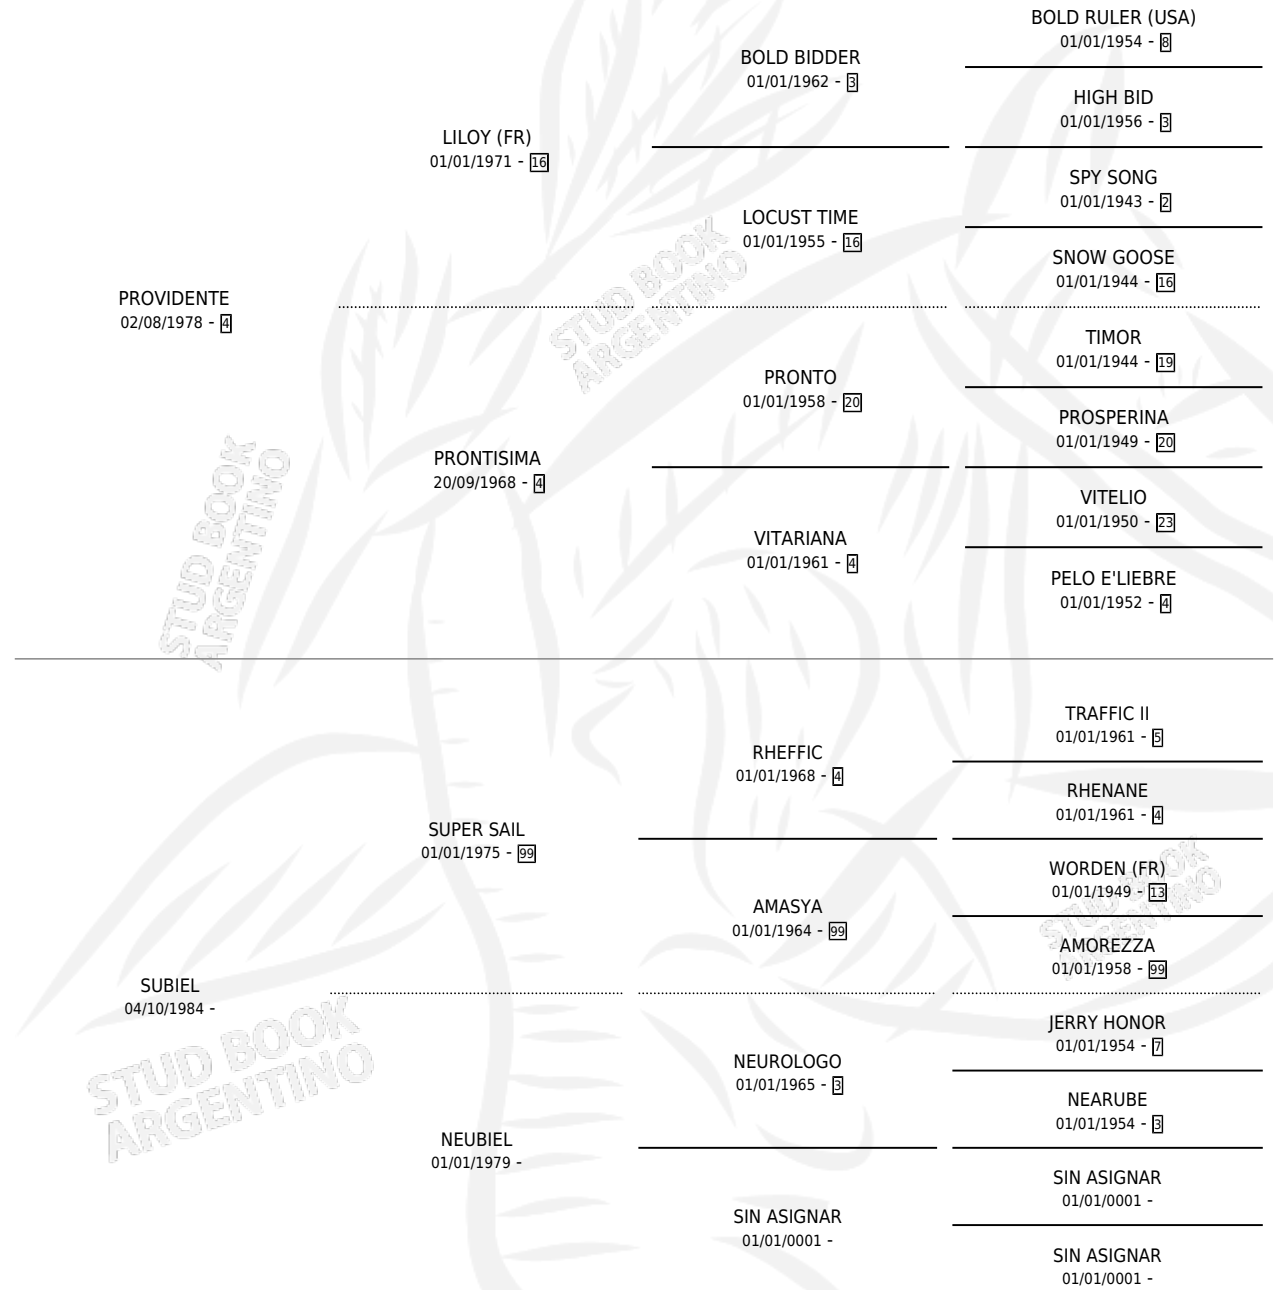 BOLD RULER (USA)
01/01/1954 - 8
BOLD BIDDER
01/01/1962 - 3
HIGH BID
01/01/1956 - 3
LILOY (FR)
01/01/1971 - 16
SPY SONG
01/01/1943 - 2
LOCUST TIME
01/01/1955 - 16
SNOW GOOSE
01/01/1944 - 16
PROVIDENTE
02/08/1978 - 4
TIMOR
01/01/1944 - 19
PRONTO
01/01/1958 - 20
PROSPERINA
01/01/1949 - 20
PRONTISIMA
20/09/1968 - 4
VITELIO
01/01/1950 - 23
VITARIANA
01/01/1961 - 4
PELO E'LIEBRE
01/01/1952 - 4
TRAFFIC II
01/01/1961 - 5
RHEFFIC
01/01/1968 - 4
RHENANE
01/01/1961 - 4
SUPER SAIL
01/01/1975 - 99
WORDEN (FR)
01/01/1949 - 13
AMASYA
01/01/1964 - 99
AMOREZZA
01/01/1958 - 99
SUBIEL
04/10/1984 -
JERRY HONOR
01/01/1954 - 7
NEUROLOGO
01/01/1965 - 3
NEARUBE
01/01/1954 - 3
NEUBIEL
01/01/1979 -
SIN ASIGNAR
01/01/0001 -
SIN ASIGNAR
01/01/0001 -
SIN ASIGNAR
01/01/0001 -
STUD BOOK
ARGENTINO
STUD BOOK
ARGENTINO
STUD BOOK
ARGENTINO
STUD BOOK
ARGENTINO